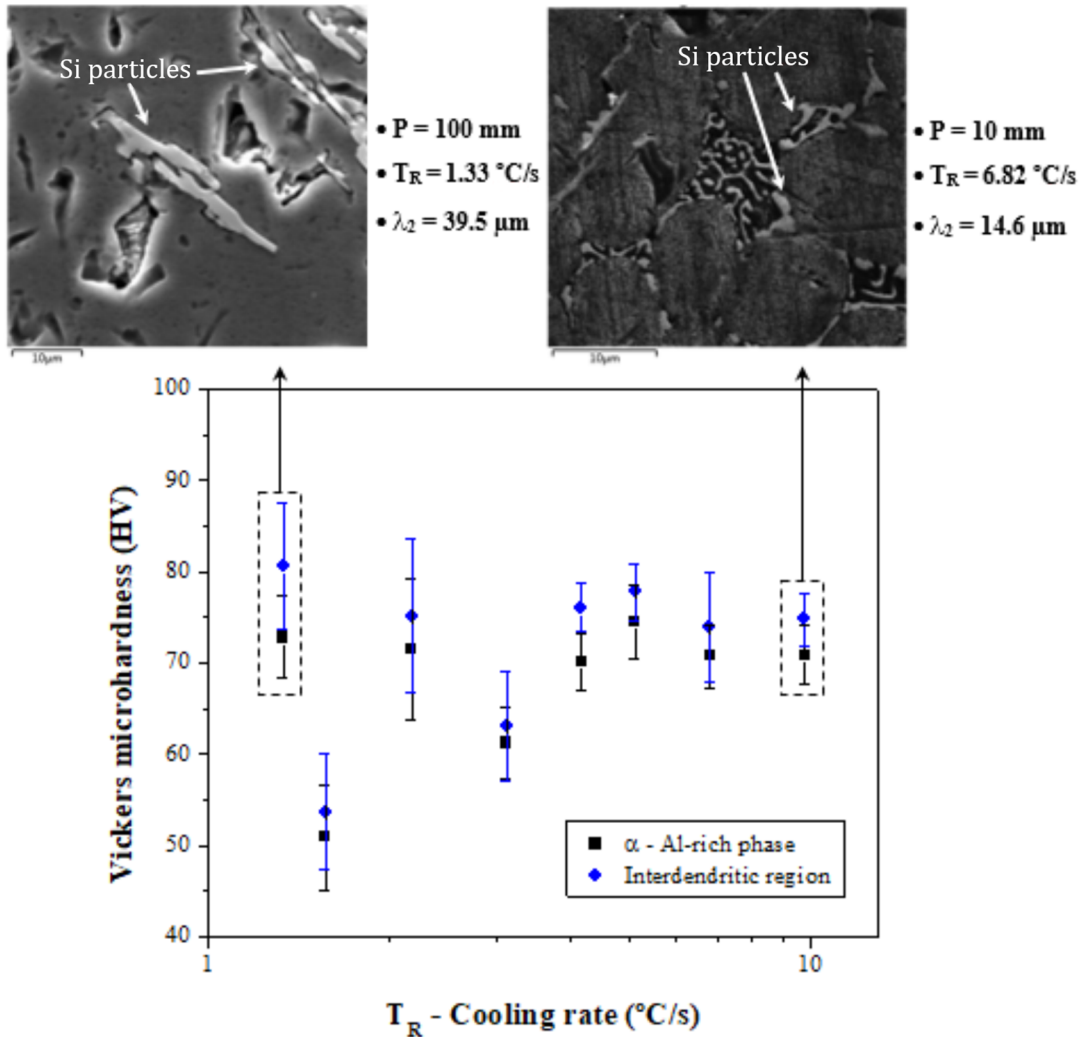 Si particles
• P = 100 mm
• T_R = 1.33 °C/s
• λ₂ = 39.5 µm
10µm
Si particles
• P = 10 mm
• T_R = 6.82 °C/s
• λ₂ = 14.6 µm
10µm
100
90
80
70
60
50
40
Vickers microhardness (HV)
α - Al-rich phase
Interdendritic region
1
10
T_R - Cooling rate (°C/s)